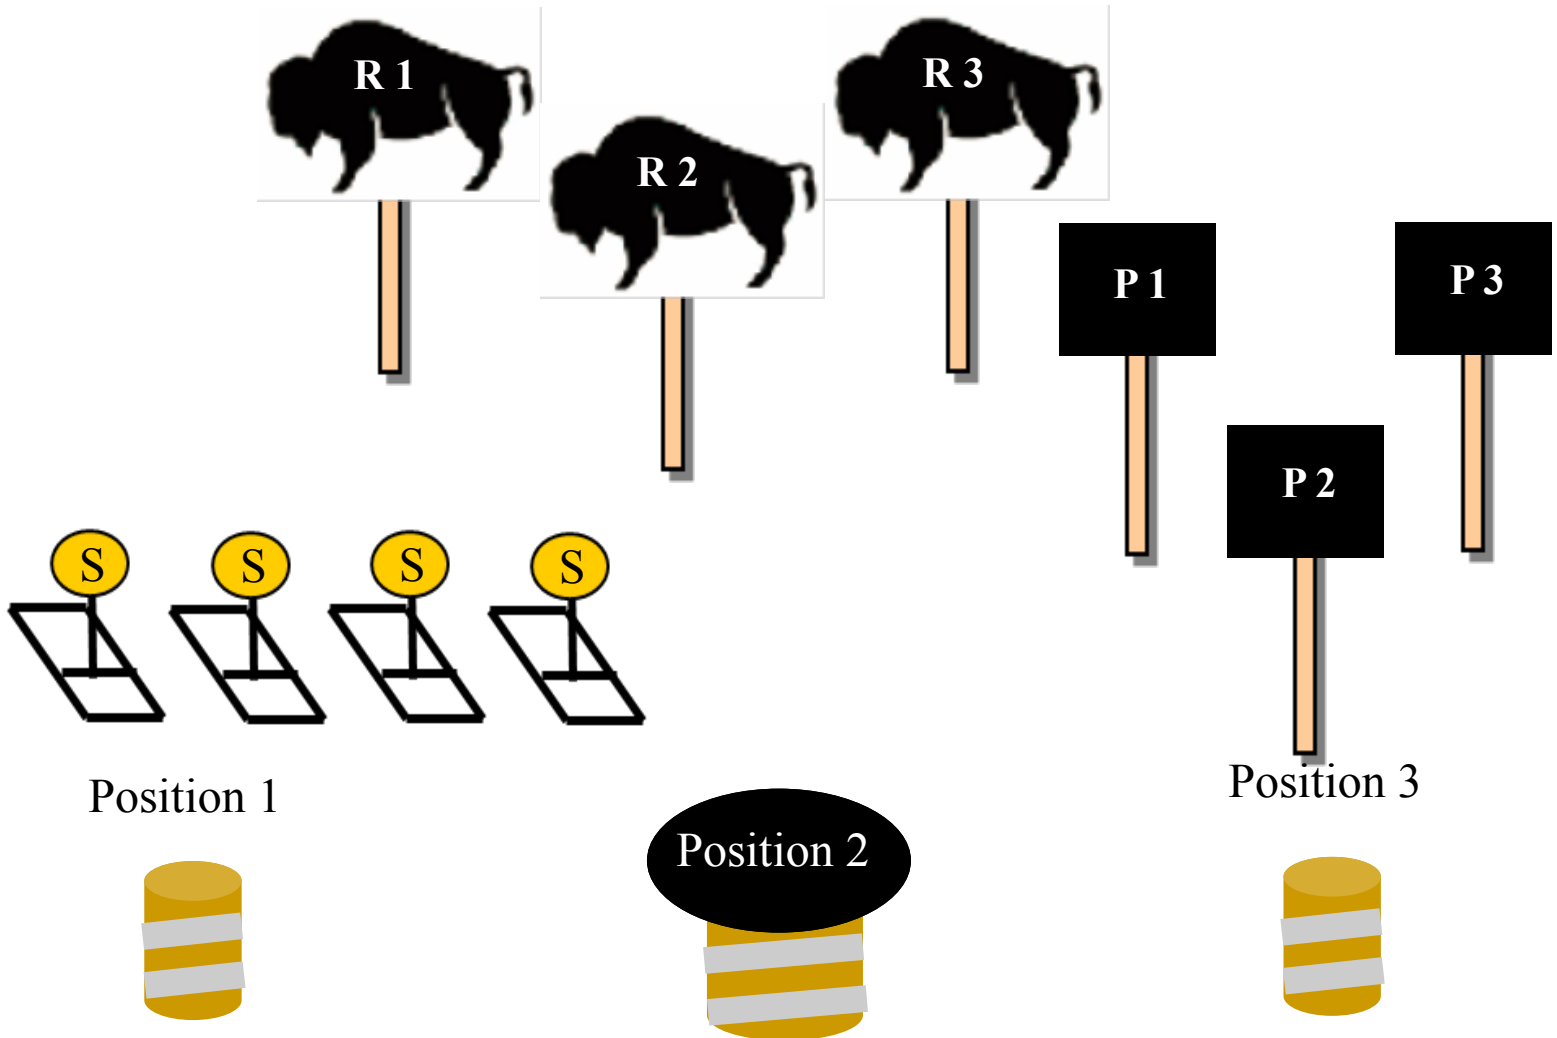 R 1
R 2
R 3
P 1
P 3
P 2
S
S
S
S
Position 1
Position 2
Position 3